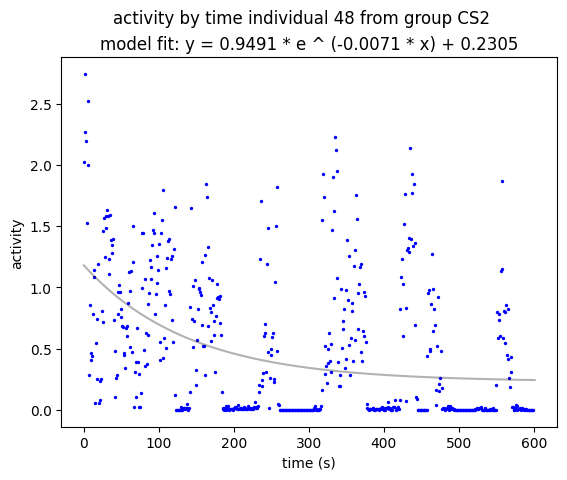 activity by time individual 48 from group CS2
model fit: y = 0.9491 * e ^ (-0.0071 * x) + 0.2305
activity
2.5
2.0
1.5
1.0
0.5
0.0
0 100 200 300 400 500 600
time (s)